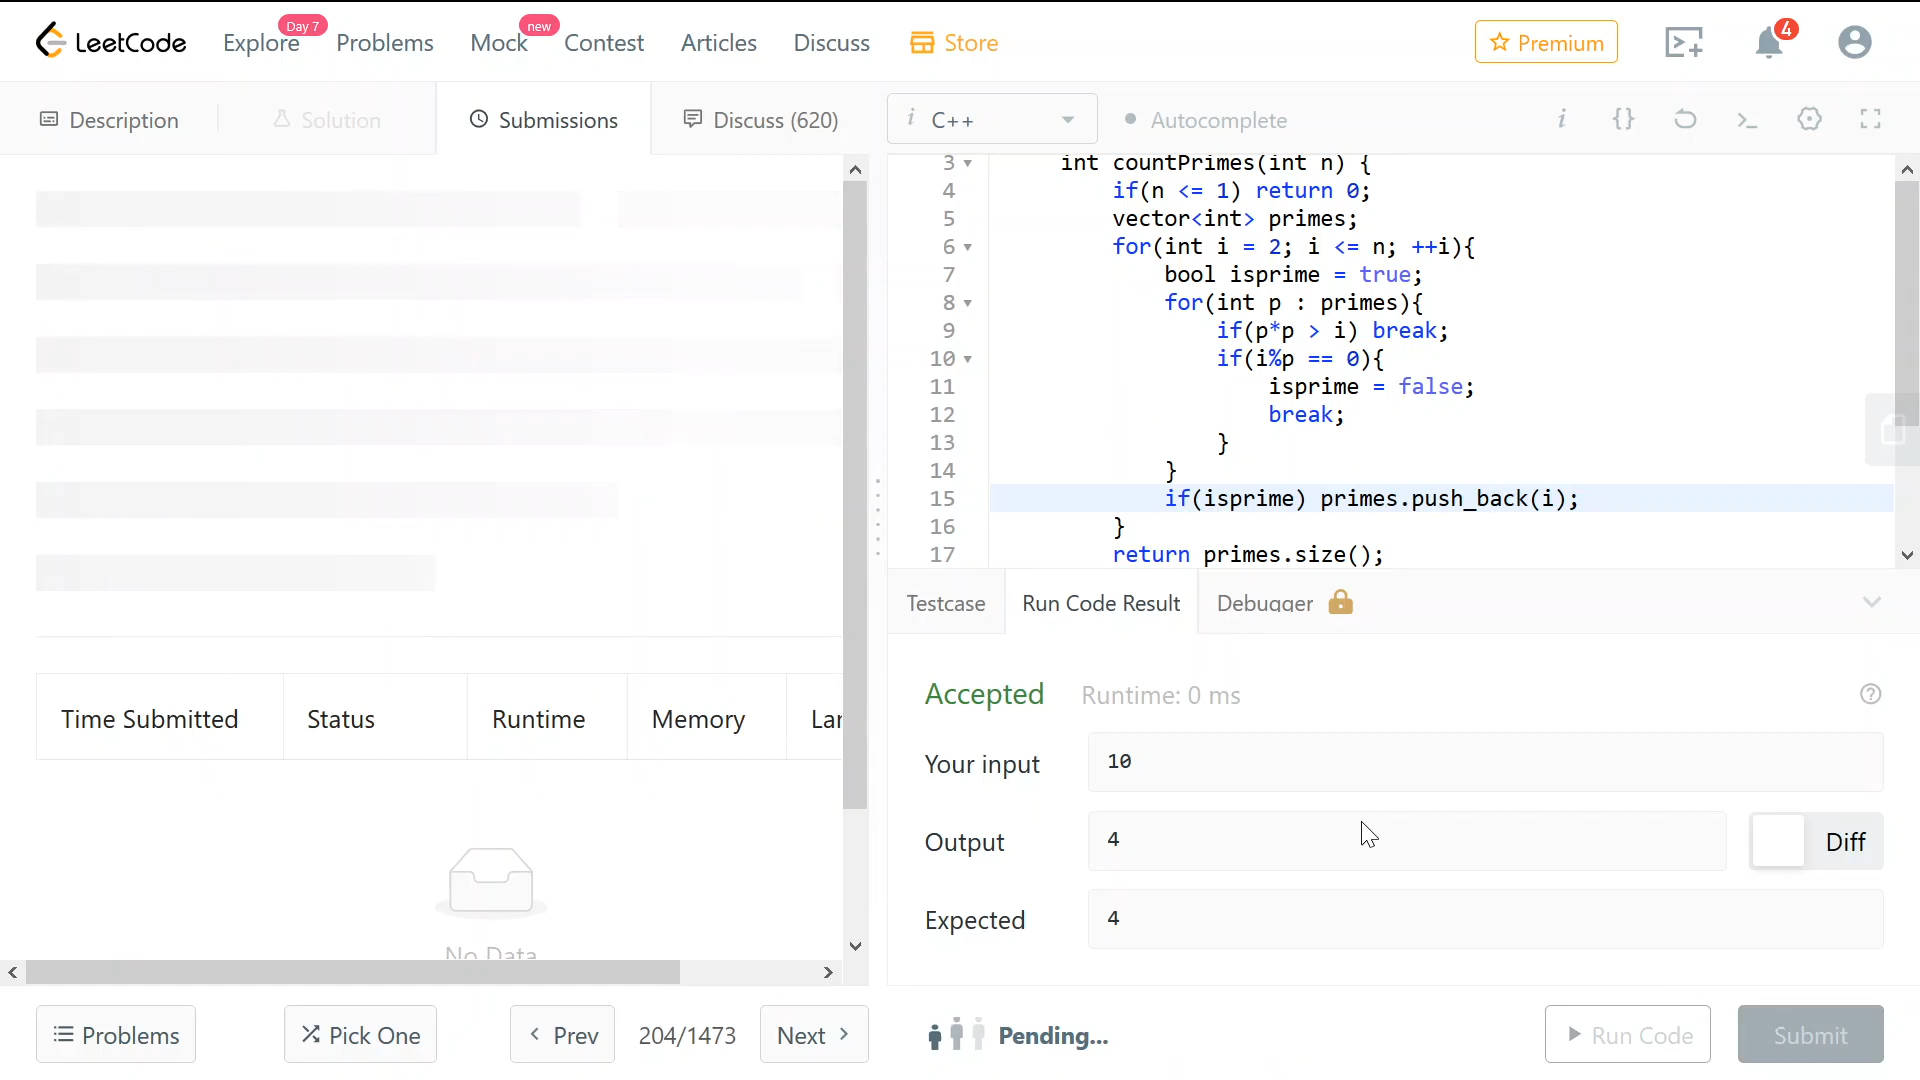 LeetCode
Explore
Day 7
Problems
Mock
new
Contest
Articles
Discuss
Store
Premium
4
Description
Solution
Submissions
Discuss (620)
i C++
Autocomplete
3 int countPrimes(int n) {
4 if(n <= 1) return 0;
5 vector<int> primes;
6 for(int i = 2; i <= n; ++i){
7 bool isprime = true;
8 for(int p : primes){
9 if(p*p > i) break;
10 if(i%p == 0){
11 isprime = false;
12 break;
13 }
14 }
15 if(isprime) primes.push_back(i);
16 }
17 return primes.size();
Testcase
Run Code Result
Debugger
Accepted
Runtime: 0 ms
Your input
10
Output
4
Diff
Expected
4
Time Submitted
Status
Runtime
Memory
Lar
No Data
Problems
Pick One
Prev
204/1473
Next
Pending...
Run Code
Submit